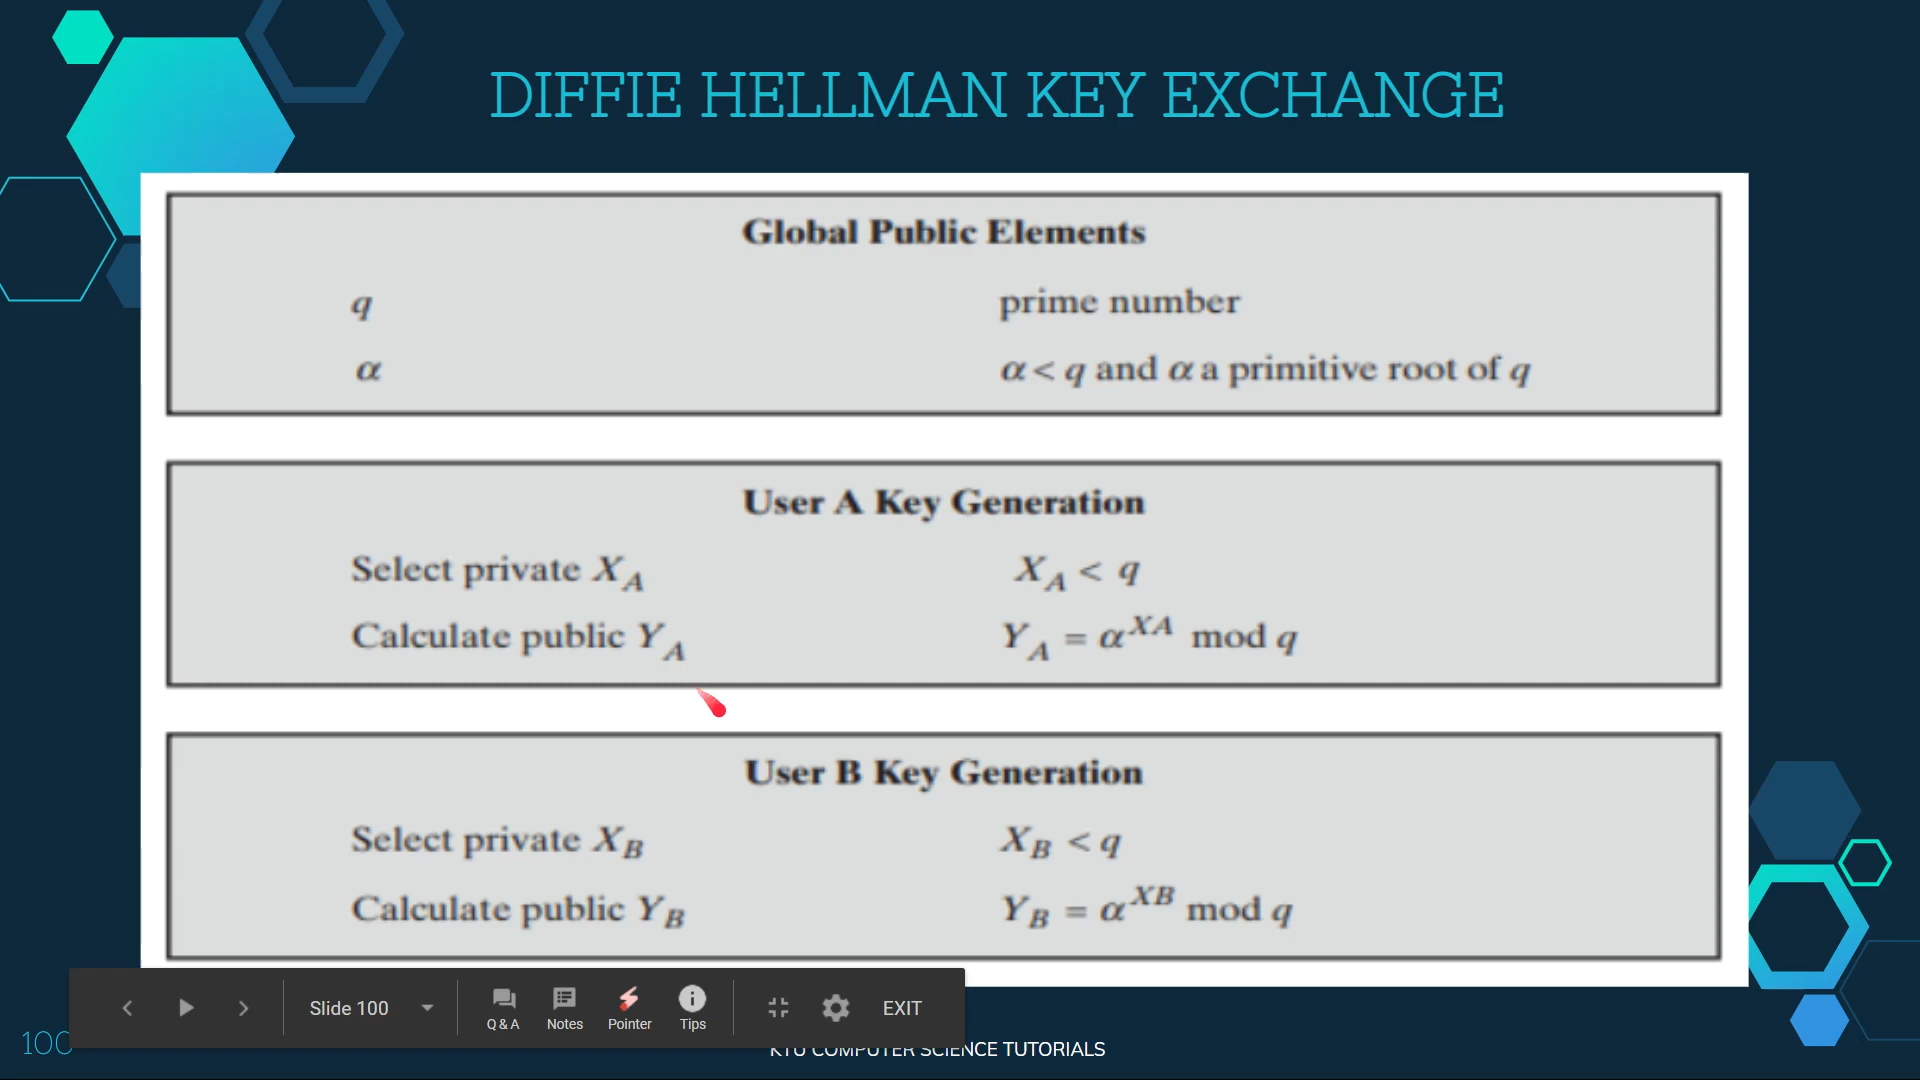 DIFFIE HELLMAN KEY EXCHANGE
Global Public Elements
q prime number
α α < q and α a primitive root of q
User A Key Generation
Select private X_A X_A < q
Calculate public Y_A Y_A = α^XA mod q
User B Key Generation
Select private X_B X_B < q
Calculate public Y_B Y_B = α^XB mod q
Slide 100 Q & A Notes Pointer Tips EXIT
100
KTU COMPUTER SCIENCE TUTORIALS